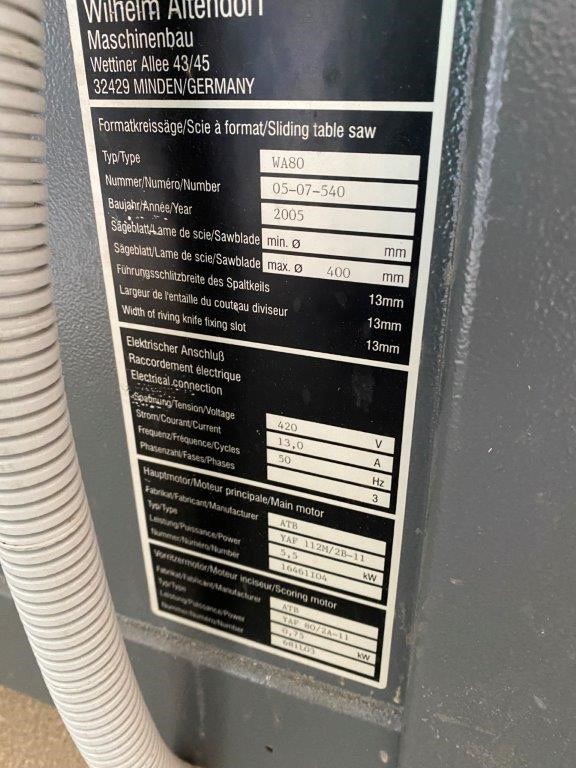 Wilhelm Altendorf
Maschinenbau
Wettiner Allee 43/45
32429 MINDEN/GERMANY
Formatkreissäge/Scie à format/Sliding table saw
Typ/Type WA80
Nummer/Numéro/Number 05-07-540
Baujahr/Année/Year 2005
Sägeblatt/Lame de scie/Sawblade min. ø mm
Sägeblatt/Lame de scie/Sawblade max. ø 400 mm
Führungsschlitzbreite des Spaltkeils 13mm
Largeur de l'entaille du couteau diviseur 13mm
Width of riving knife fixing slot 13mm
Elektrischer Anschluß
Raccordement électrique
Electrical connection
Spannung/Tension/Voltage 420 V
Strom/Courant/Current 13,0 A
Frequenz/Fréquence/Cycles 50 Hz
Phasenzahl/Fases/Phases 3
Hauptmotor/Moteur principale/Main motor
Fabrikat/Fabricant/Manufacturer ATB
Typ/Type YAF 112M/2B-11
Leistung/Puissance/Power 5,5 kW
Nummer/Numéro/Number 16461I04
Vorritzermotor/Moteur inciseur/Scoring motor
Fabrikat/Fabricant/Manufacturer ATB
Typ/Type YAF 80/2A-11
Leistung/Puissance/Power 0,75 kW
Nummer/Numéro/Number